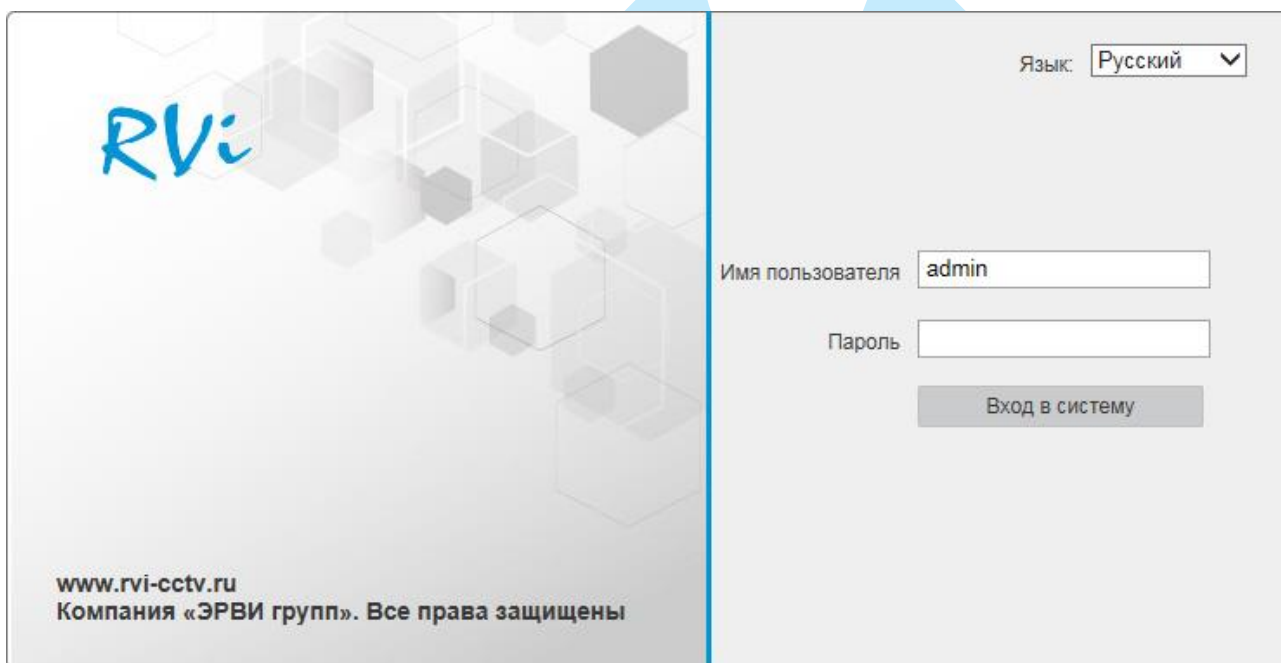 RVi
Язык: Русский
Имя пользователя admin
Пароль
Вход в систему
www.rvi-cctv.ru
Компания «ЭРВИ групп». Все права защищены